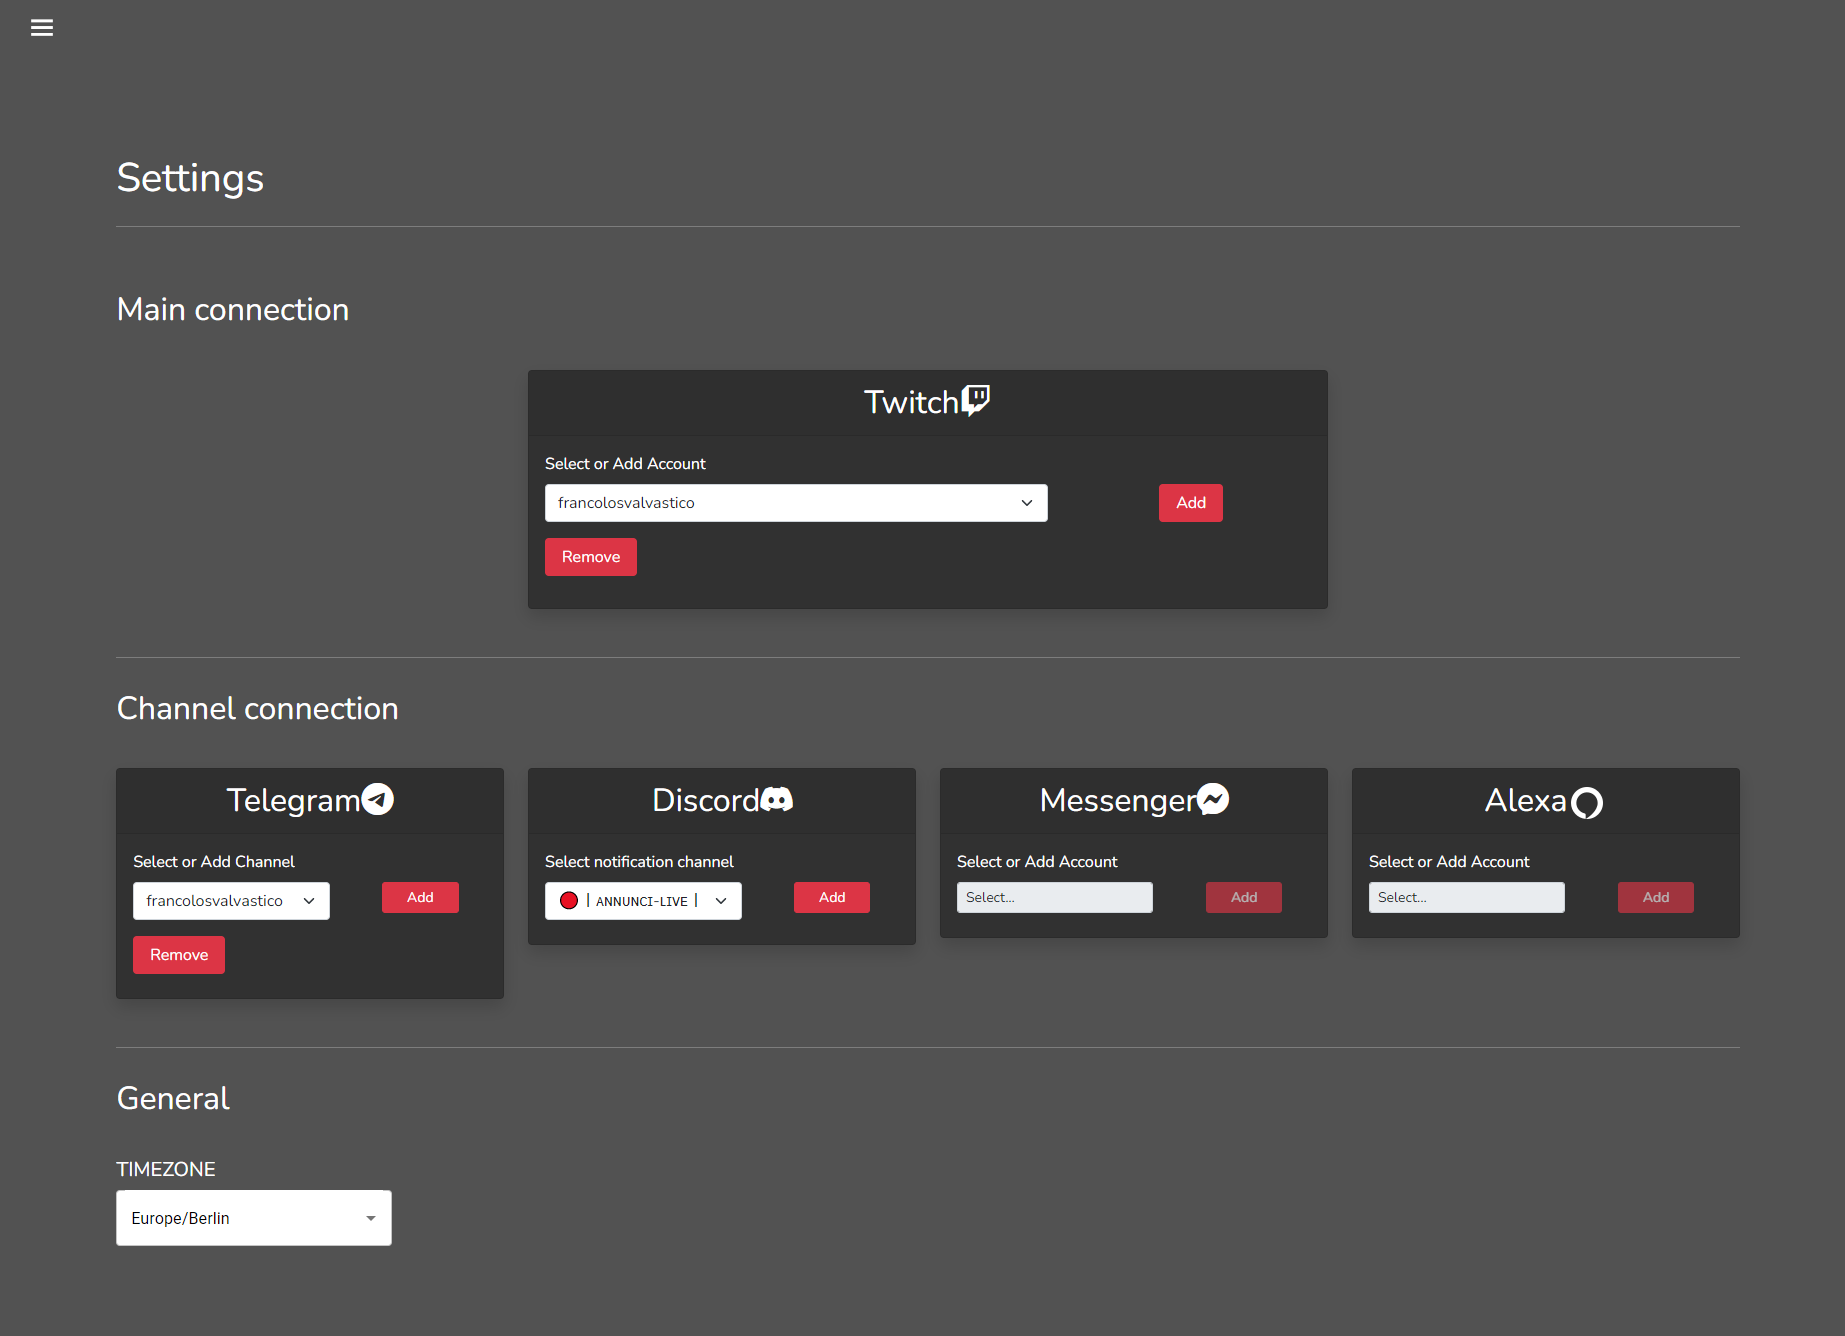 Settings
Main connection
Twitch
Select or Add Account
francolosvalvastico
Add
Remove
Channel connection
Telegram
Select or Add Channel
francolosvalvastico
Add
Remove
Discord
Select notification channel
| ANNUNCI-LIVE |
Add
Messenger
Select or Add Account
Select...
Add
Alexa
Select or Add Account
Select...
Add
General
TIMEZONE
Europe/Berlin